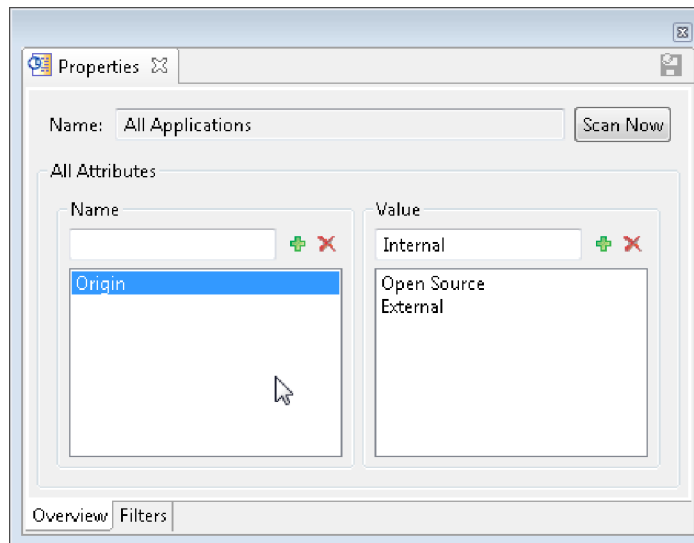 Properties
Name: All Applications Scan Now
All Attributes
Name Value
Internal
Origin Open Source
External
Overview Filters